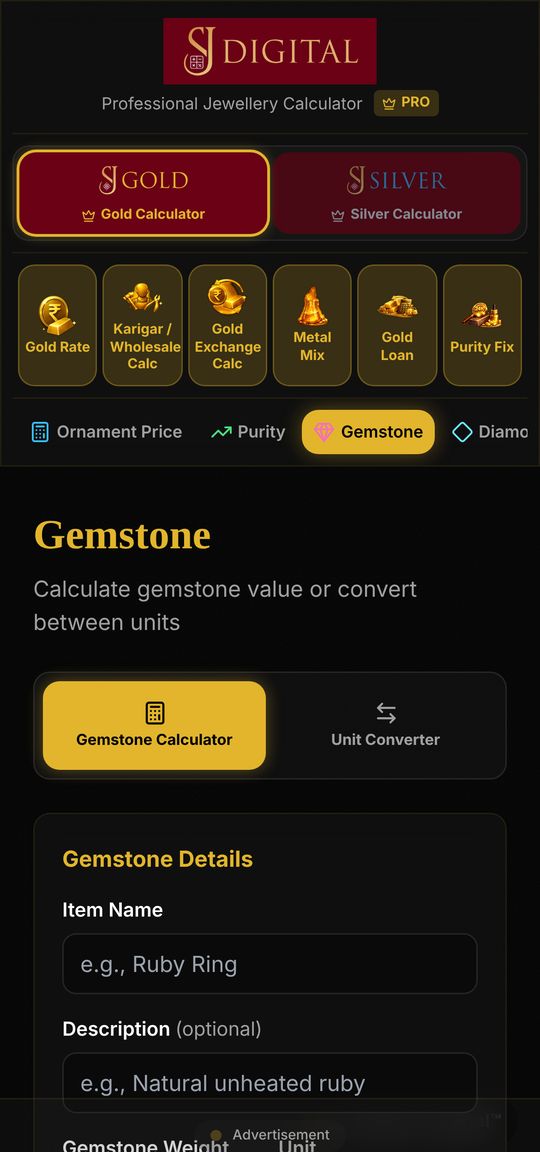 SJ DIGITAL
Professional Jewellery Calculator PRO
SJ GOLD
Gold Calculator
SJ SILVER
Silver Calculator
Gold Rate
Karigar /
Wholesale
Calc
Gold
Exchange
Calc
Metal
Mix
Gold
Loan
Purity Fix
Ornament Price Purity Gemstone Diamo
Gemstone
Calculate gemstone value or convert
between units
Gemstone Calculator
Unit Converter
Gemstone Details
Item Name
e.g., Ruby Ring
Description (optional)
e.g., Natural unheated ruby
Advertisement
Gemstone Weight Unit